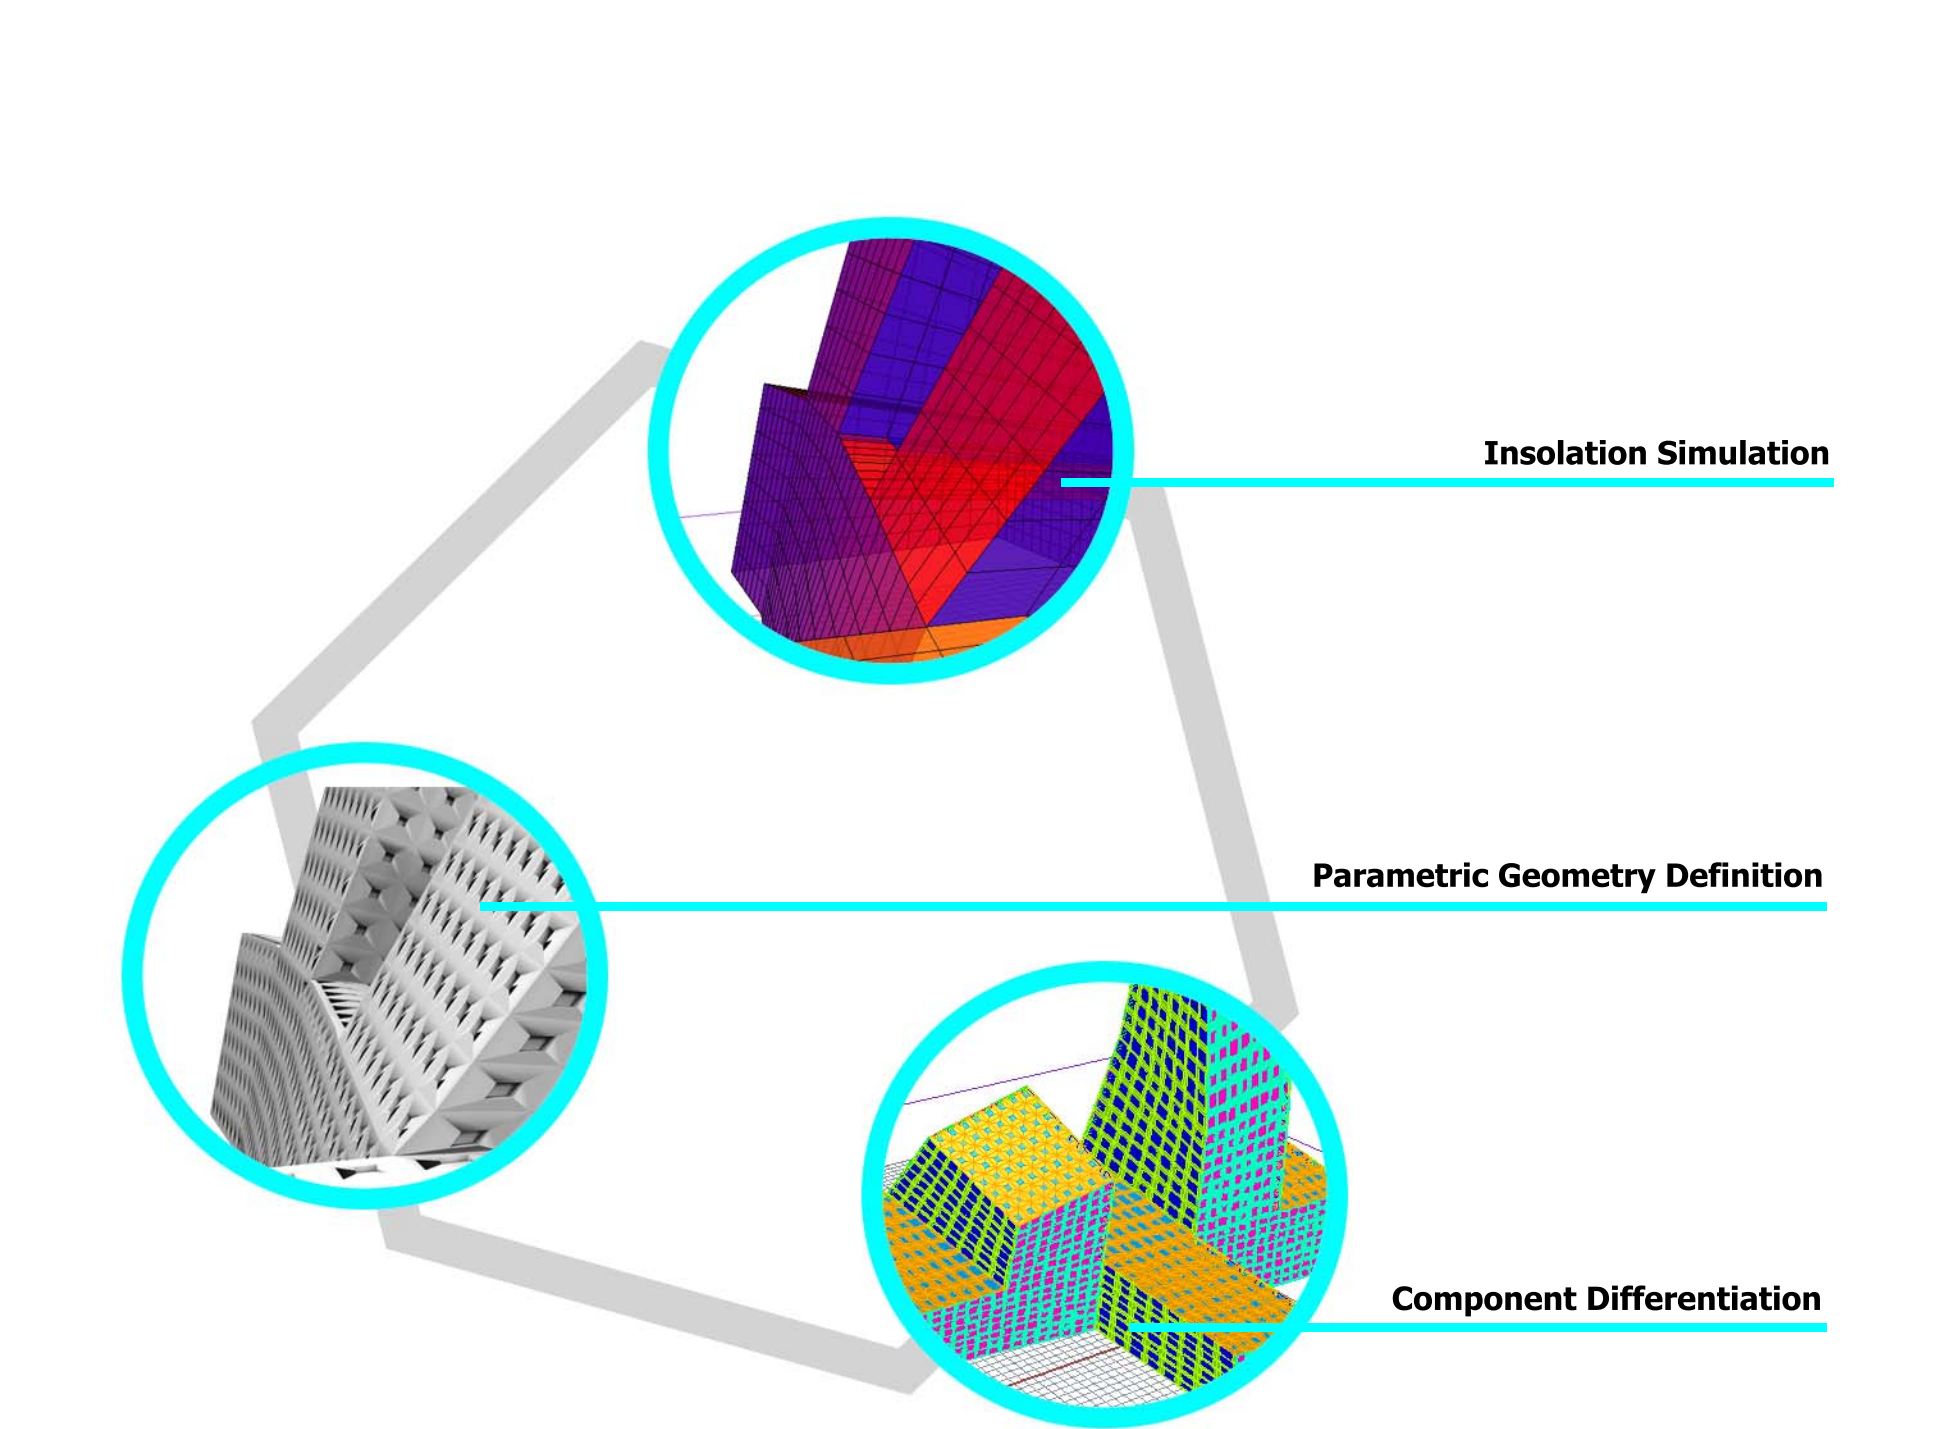 Insolation Simulation
Parametric Geometry Definition
Component Differentiation